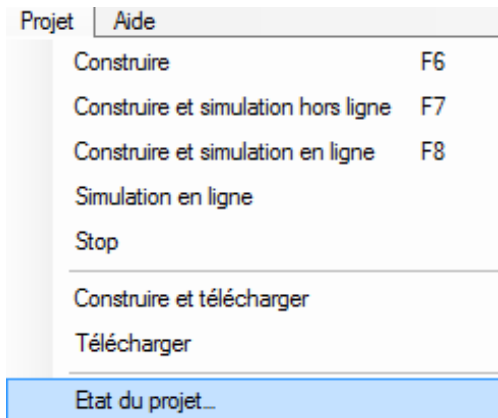 Projet Aide
Construire F6
Construire et simulation hors ligne F7
Construire et simulation en ligne F8
Simulation en ligne
Stop
Construire et télécharger
Télécharger
Etat du projet...